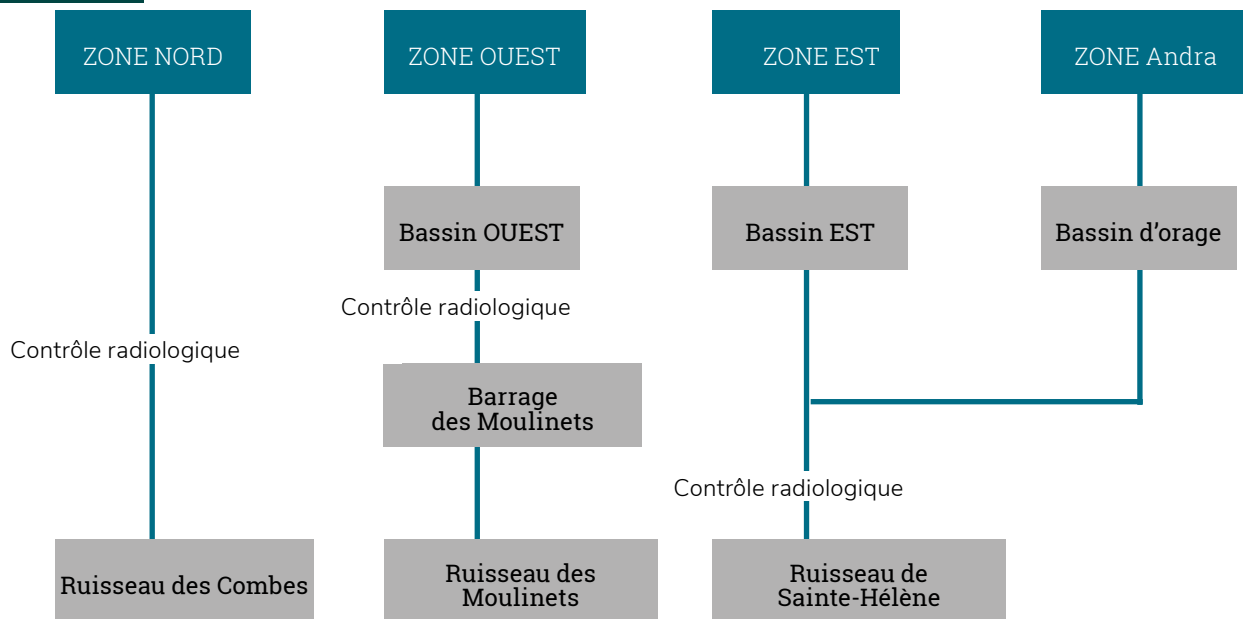 ZONE NORD
ZONE OUEST
ZONE EST
ZONE Andra
Bassin OUEST
Bassin EST
Bassin d'orage
Contrôle radiologique
Contrôle radiologique
Barrage
des Moulinets
Contrôle radiologique
Ruisseau des Combes
Ruisseau des
Moulinets
Ruisseau de
Sainte-Hélène